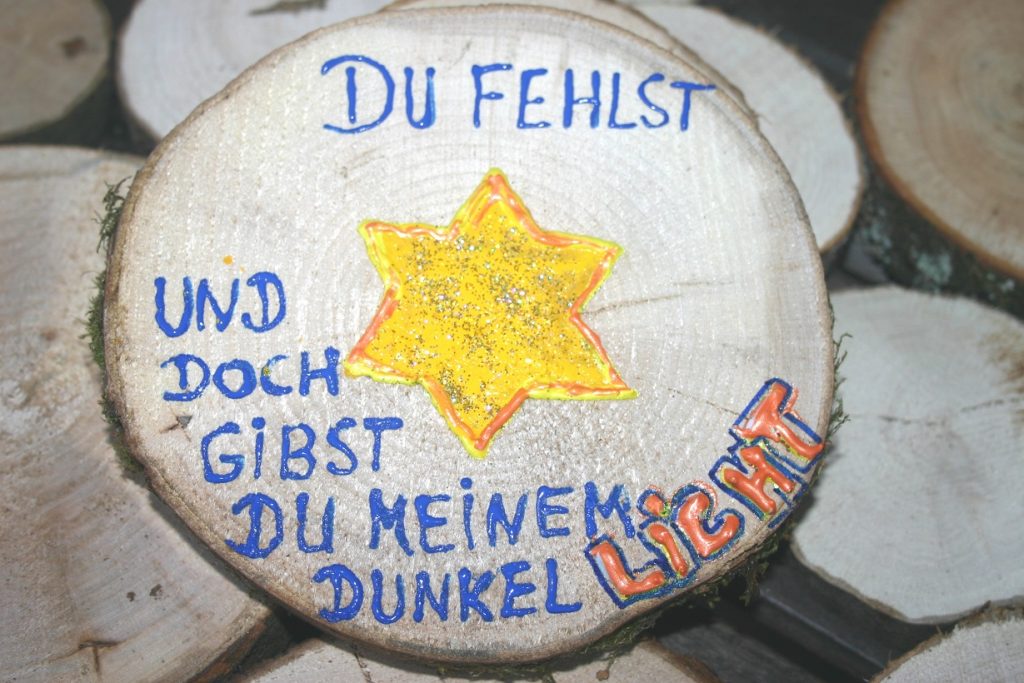 DU FEHLST
UND
DOCH
GiBST
DU MEiNEM
DUNKEL LiCHT